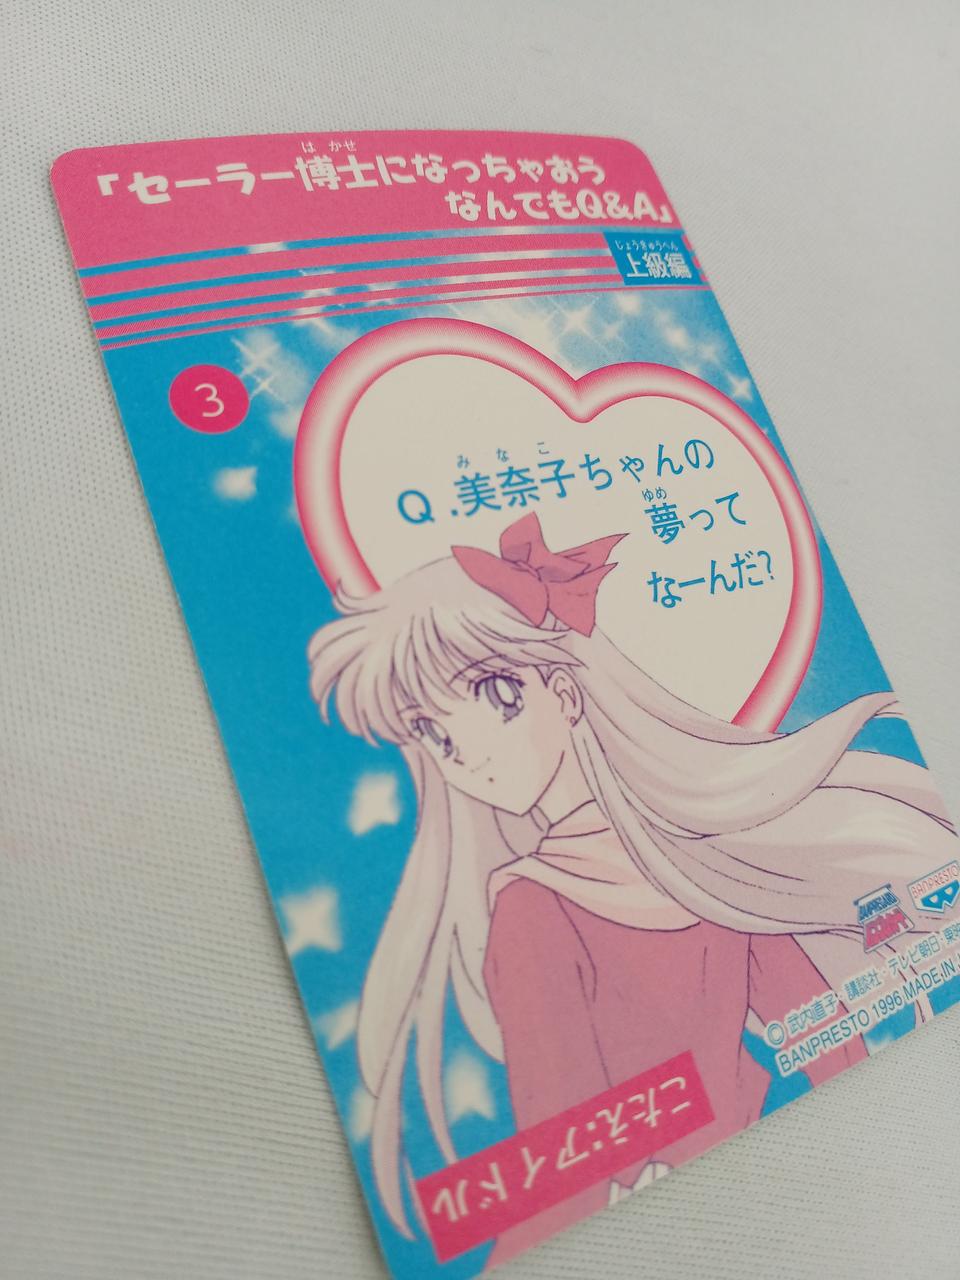 「セーラー博士になっちゃおう
はかせ
なんでもQ&A」
じょうきゅうへん
上級編
3
みなこ
Q.美奈子ちゃんの
ゆめ
夢って
なーんだ?
BANPRESTO
© 武内直子・講談社・テレビ朝日・東映
BANPRESTO 1996 MADE IN J
こたえ:アイドル